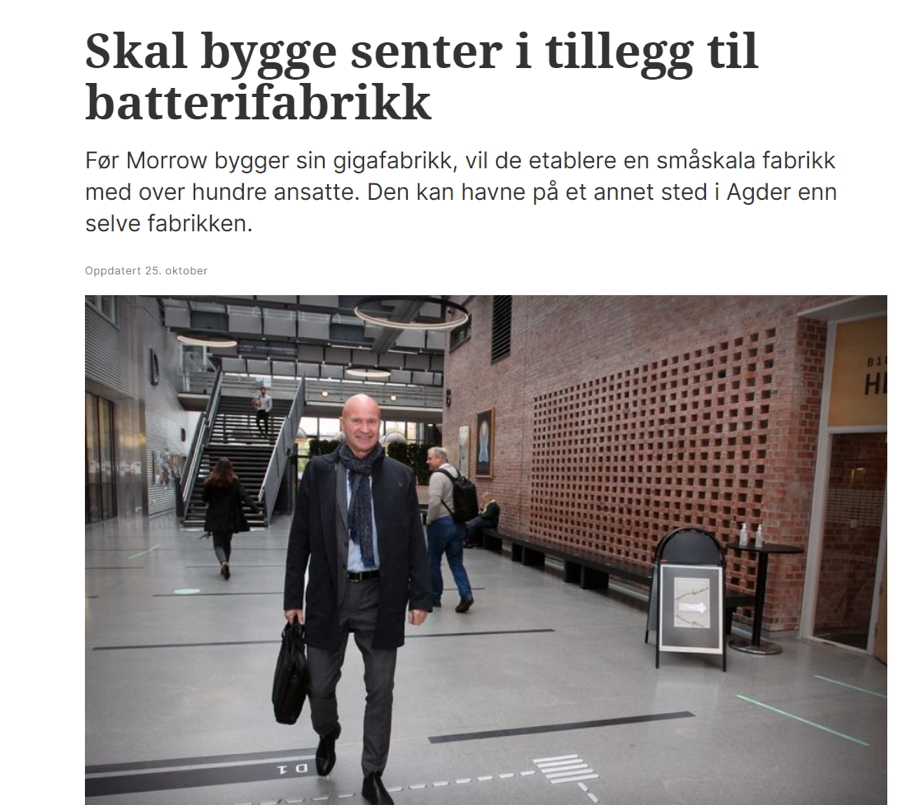 Skal bygge senter i tillegg til
batterifabrikk
Før Morrow bygger sin gigafabrikk, vil de etablere en småskala fabrikk
med over hundre ansatte. Den kan havne på et annet sted i Agder enn
selve fabrikken.
Oppdatert 25. oktober
D
D1